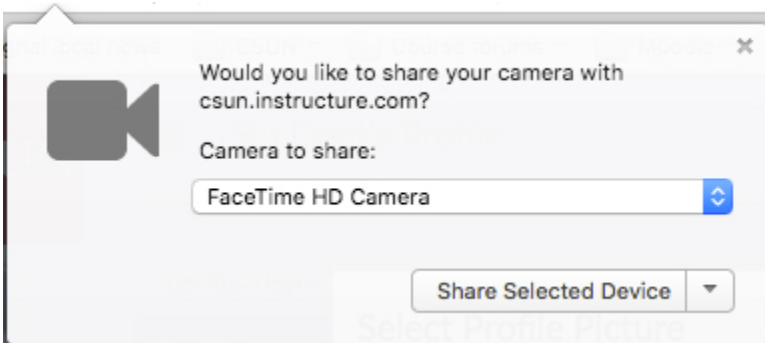 Would you like to share your camera with
csun.instructure.com?
Camera to share:
FaceTime HD Camera
Share Selected Device
Select Profile Picture